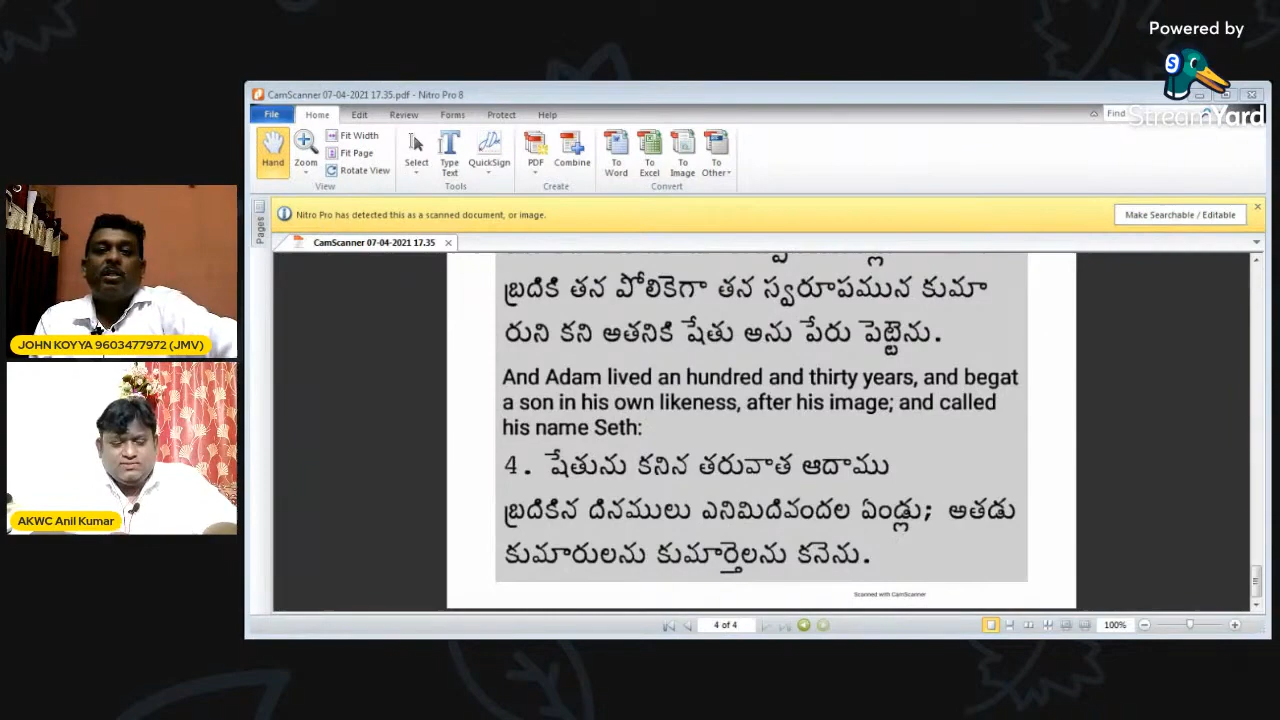 Powered by
StreamYard
CamScanner 07-04-2021 17.35.pdf - Nitro Pro 8
File Home Edit Review Forms Protect Help
Find
Hand
Zoom
Fit Width
Fit Page
Rotate View
View
Select
Type Text
QuickSign
Tools
PDF
Combine
Create
To Word
To Excel
To Image
To Other
Convert
Pages
Nitro Pro has detected this as a scanned document, or image.
Make Searchable / Editable
CamScanner 07-04-2021 17.35
బ్రదికి తన పోలికెగా తన స్వరూపమున కుమా
రుని కని అతనికి షేతు అను పేరు పెట్టెను.
And Adam lived an hundred and thirty years, and begat
a son in his own likeness, after his image; and called
his name Seth:
4. షేతును కనిన తరువాత ఆదాము
బ్రదికిన దినములు ఎనిమిదివందల ఏండ్లు; అతడు
కుమారులను కుమార్తెలను కనెను.
Scanned with CamScanner
4 of 4
100%
JOHN KOYYA 9603477972 (JMV)
AKWC Anil Kumar